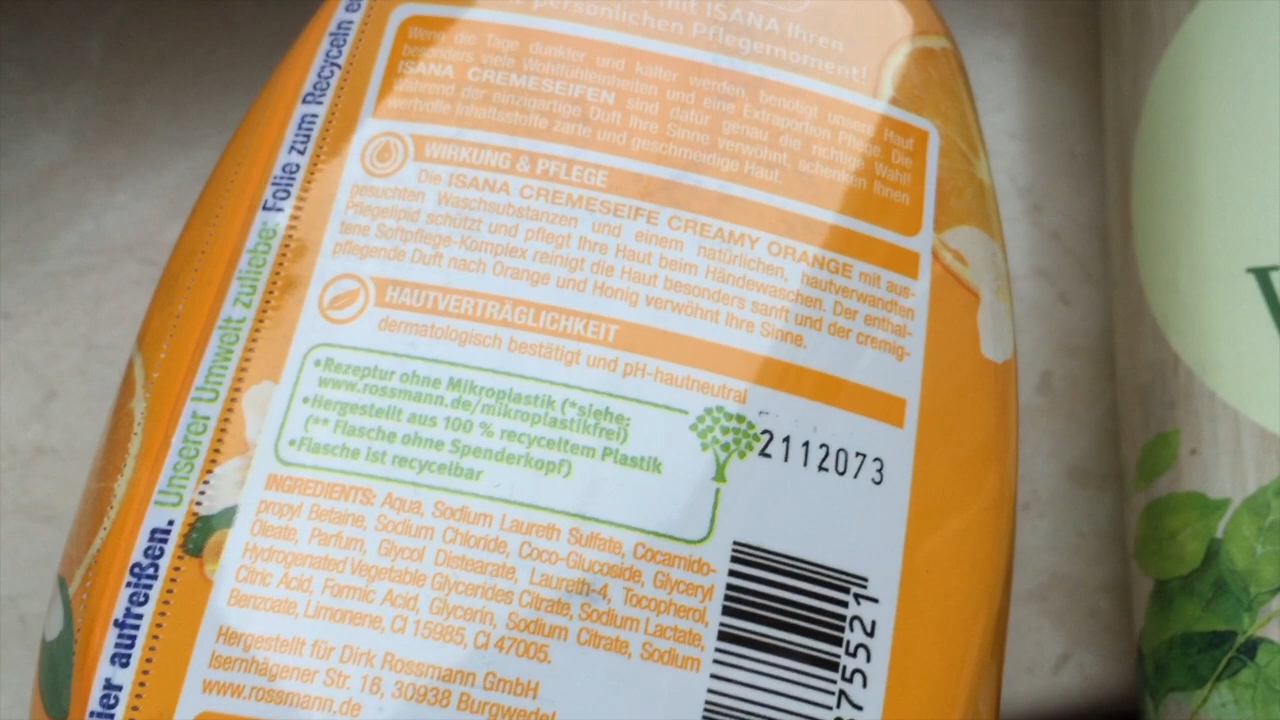 mit ISANA Ihren
persönlichen Pflegemoment!
Wenn die Tage dunkler und kälter werden, benötigt unsere Haut
besonders viele Wohlfühleinheiten und eine Extraportion Pflege. Die
ISANA CREMESEIFEN sind dafür genau die richtige Wahl!
Während der einzigartige Duft Ihre Sinne verwöhnt, schenken Ihnen
wertvolle Inhaltsstoffe zarte und geschmeidige Haut.
WIRKUNG & PFLEGE
Die ISANA CREMESEIFE CREAMY ORANGE mit aus-
gesuchten Waschsubstanzen und einem natürlichen, hautverwandten
Pflegelipid schützt und pflegt Ihre Haut beim Händewaschen. Der enthal-
tene Softpflege-Komplex reinigt die Haut besonders sanft und der cremig-
pflegende Duft nach Orange und Honig verwöhnt Ihre Sinne.
HAUTVERTRÄGLICHKEIT
dermatologisch bestätigt und pH-hautneutral
•Rezeptur ohne Mikroplastik (*siehe:
www.rossmann.de/mikroplastikfrei)
•Hergestellt aus 100 % recyceltem Plastik
(** Flasche ohne Spenderkopf)
•Flasche ist recycelbar
2112073
INGREDIENTS: Aqua, Sodium Laureth Sulfate, Cocamido-
propyl Betaine, Sodium Chloride, Coco-Glucoside, Glyceryl
Oleate, Parfum, Glycol Distearate, Laureth-4, Tocopherol,
Hydrogenated Vegetable Glycerides Citrate, Sodium Lactate,
Citric Acid, Formic Acid, Glycerin, Sodium Citrate, Sodium
Benzoate, Limonene, CI 15985, CI 47005.
Hergestellt für Dirk Rossmann GmbH
Isernhägener Str. 16, 30938 Burgwedel
www.rossmann.de
875521
ier aufreißen. Unserer Umwelt zuliebe: Folie zum Recyceln